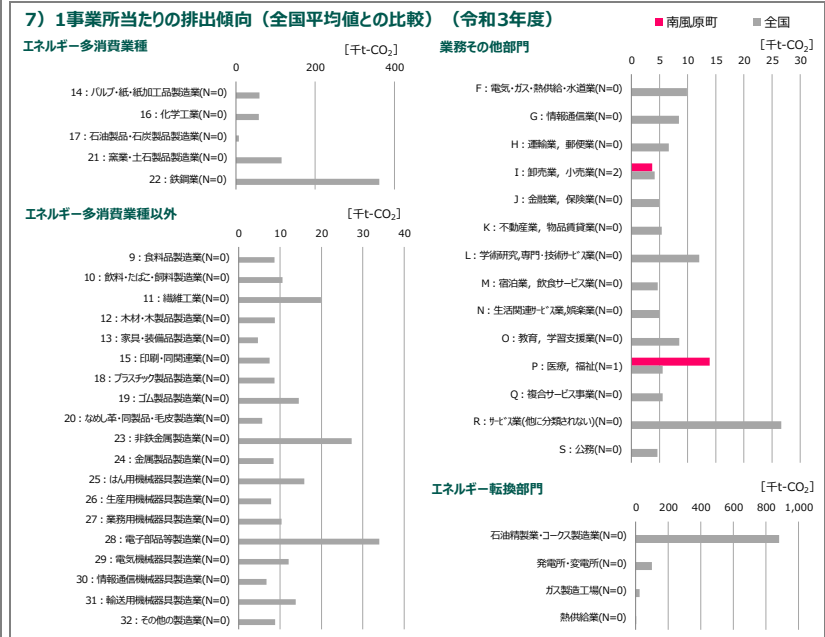 7）1事業所当たりの排出傾向（全国平均値との比較）（令和3年度）
■南風原町 ■全国
エネルギー多消費業種
[千t-CO₂]
0 200 400
14：パルプ・紙・紙加工品製造業(N=0)
16：化学工業(N=0)
17：石油製品・石炭製品製造業(N=0)
21：窯業・土石製品製造業(N=0)
22：鉄鋼業(N=0)
エネルギー多消費業種以外
[千t-CO₂]
0 10 20 30 40
9：食料品製造業(N=0)
10：飲料・たばこ・飼料製造業(N=0)
11：繊維工業(N=0)
12：木材・木製品製造業(N=0)
13：家具・装備品製造業(N=0)
15：印刷・同関連業(N=0)
18：プラスチック製品製造業(N=0)
19：ゴム製品製造業(N=0)
20：なめし革・同製品・毛皮製造業(N=0)
23：非鉄金属製造業(N=0)
24：金属製品製造業(N=0)
25：はん用機械器具製造業(N=0)
26：生産用機械器具製造業(N=0)
27：業務用機械器具製造業(N=0)
28：電子部品等製造業(N=0)
29：電気機械器具製造業(N=0)
30：情報通信機械器具製造業(N=0)
31：輸送用機械器具製造業(N=0)
32：その他の製造業(N=0)
業務その他部門
[千t-CO₂]
0 5 10 15 20 25 30
F：電気・ガス・熱供給・水道業(N=0)
G：情報通信業(N=0)
H：運輸業，郵便業(N=0)
I：卸売業，小売業(N=2)
J：金融業，保険業(N=0)
K：不動産業，物品賃貸業(N=0)
L：学術研究,専門・技術サービス業(N=0)
M：宿泊業，飲食サービス業(N=0)
N：生活関連サービス業,娯楽業(N=0)
O：教育，学習支援業(N=0)
P：医療，福祉(N=1)
Q：複合サービス事業(N=0)
R：サービス業(他に分類されない)(N=0)
S：公務(N=0)
エネルギー転換部門
[千t-CO₂]
0 200 400 600 800 1,000
石油精製業・コークス製造業(N=0)
発電所・変電所(N=0)
ガス製造工場(N=0)
熱供給業(N=0)